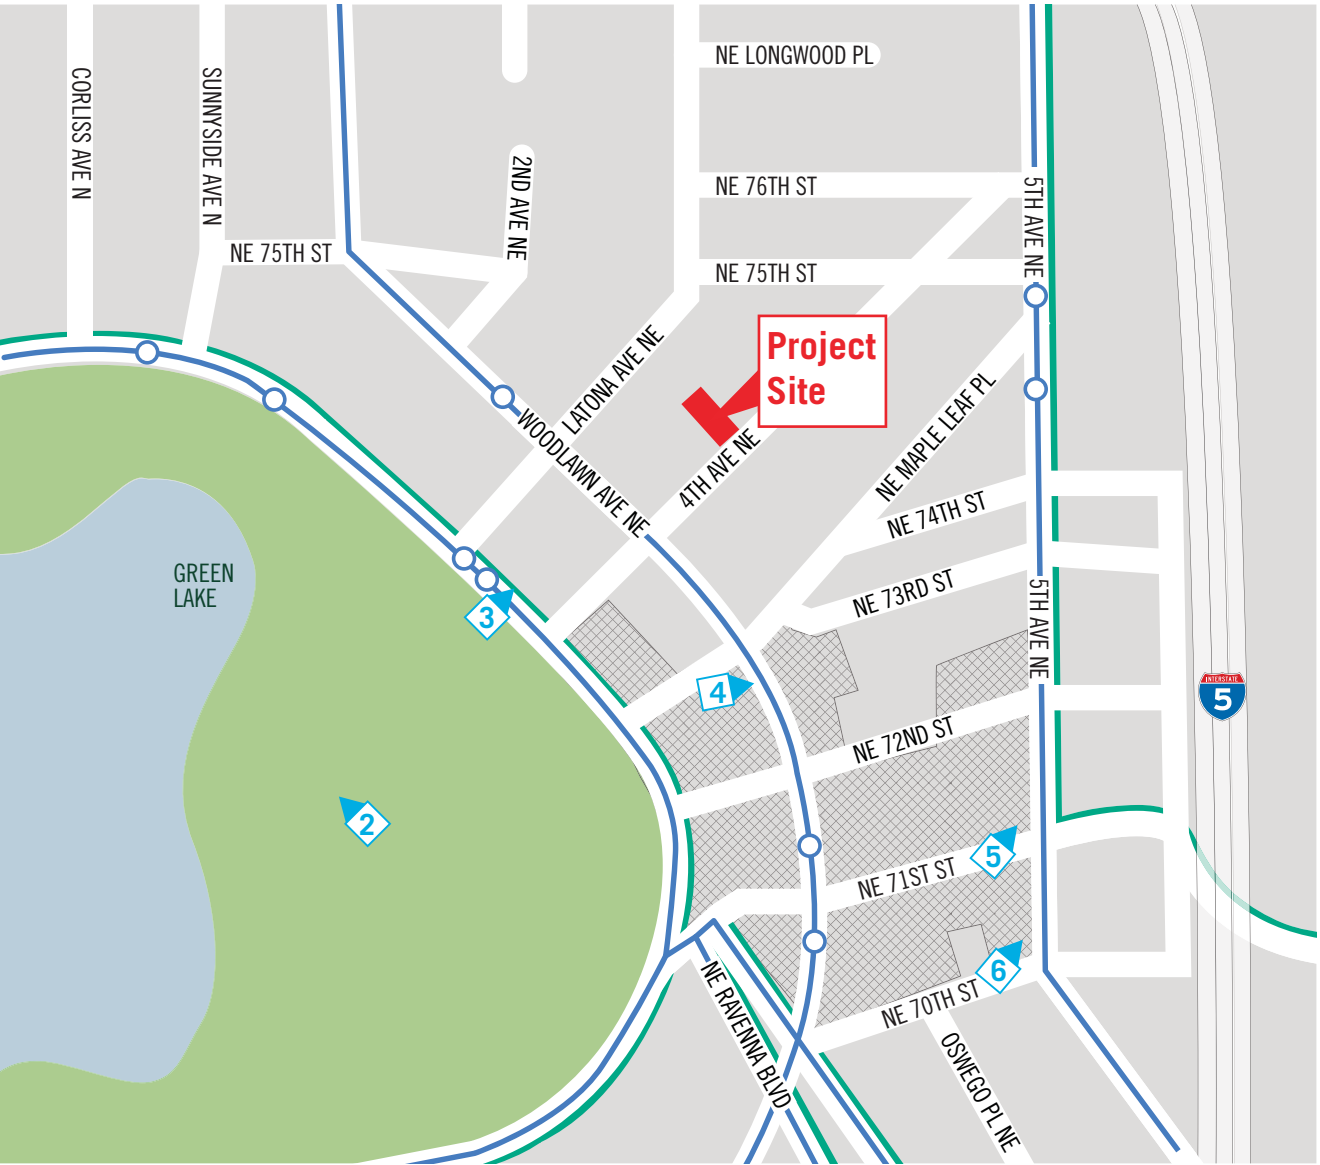 NE LONGWOOD PL
CORLISS AVE N
SUNNYSIDE AVE N
2ND AVE NE
NE 76TH ST
5TH AVE NE
NE 75TH ST
NE 75TH ST
Project
Site
LATONA AVE NE
WOODLAWN AVE NE
4TH AVE NE
NE MAPLE LEAF PL
NE 74TH ST
GREEN
LAKE
NE 73RD ST
3
5TH AVE NE
4
INTERSTATE
5
NE 72ND ST
2
5
NE 71ST ST
6
NE 70TH ST
NE RAVENNA BLVD
OSWEGO PL NE